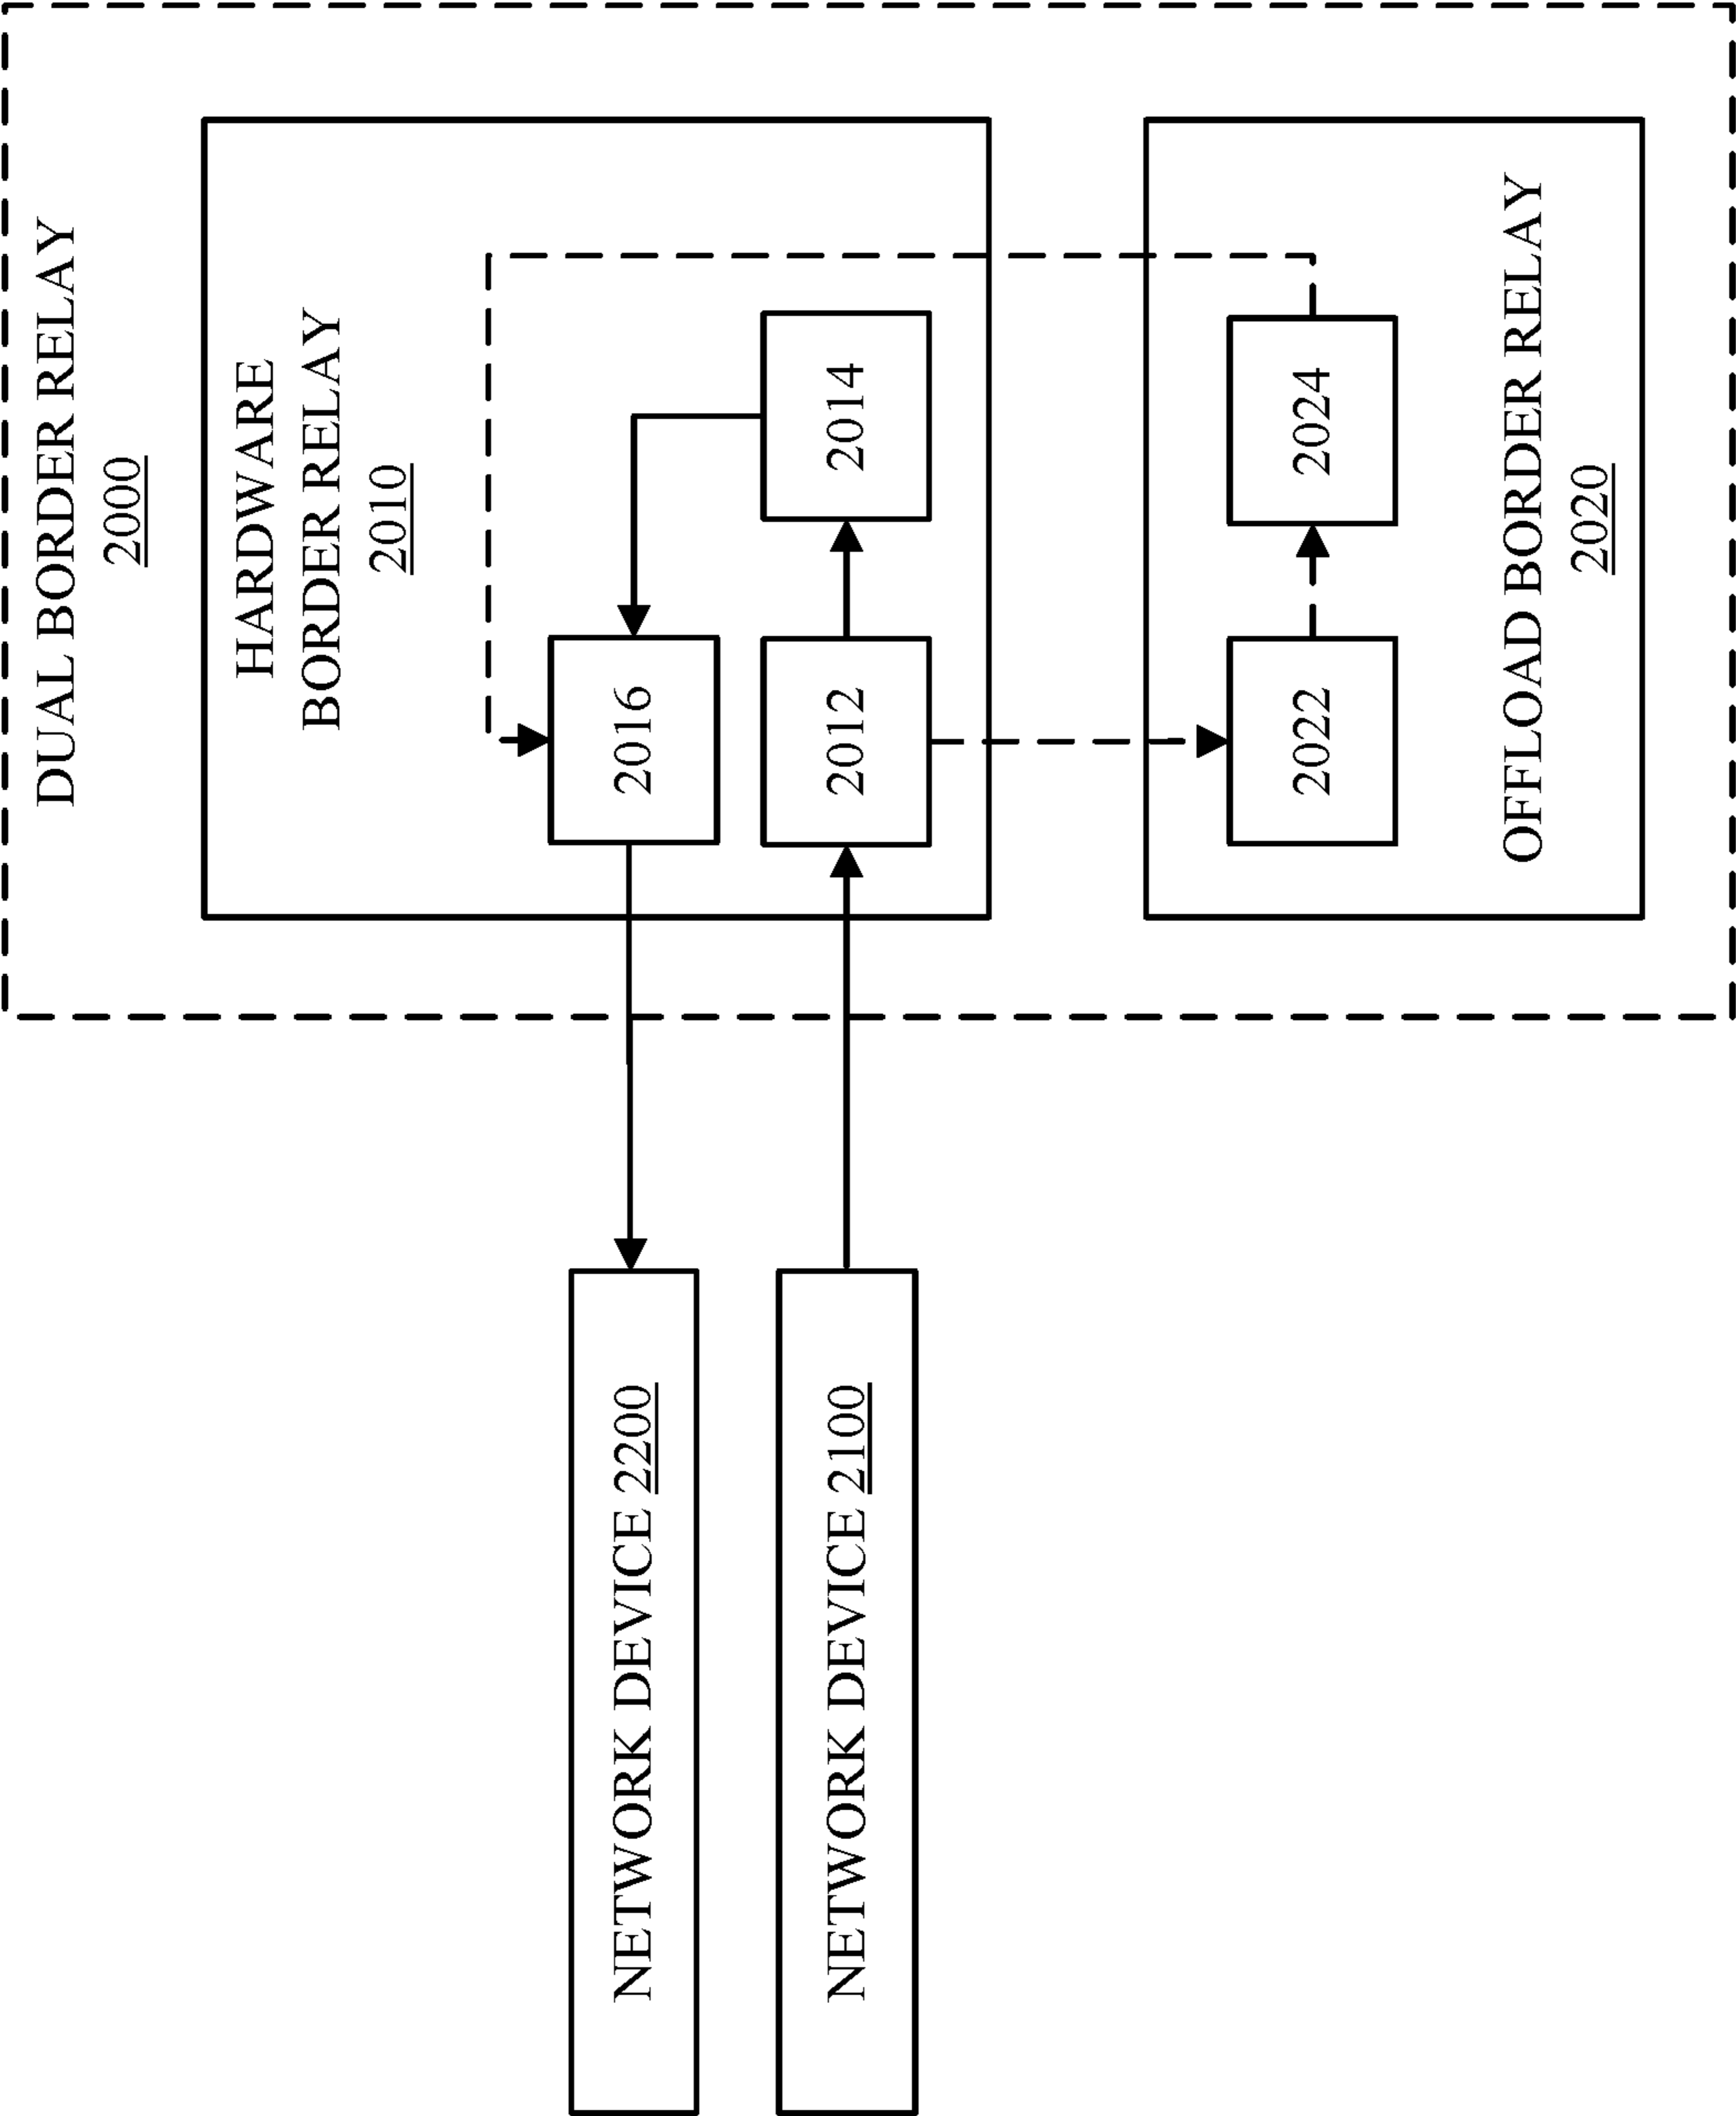 DUAL BORDER RELAY
2000
HARDWARE
BORDER RELAY
2010
2016
2012
2014
NETWORK DEVICE 2200
NETWORK DEVICE 2100
2022
2024
OFFLOAD BORDER RELAY
2020